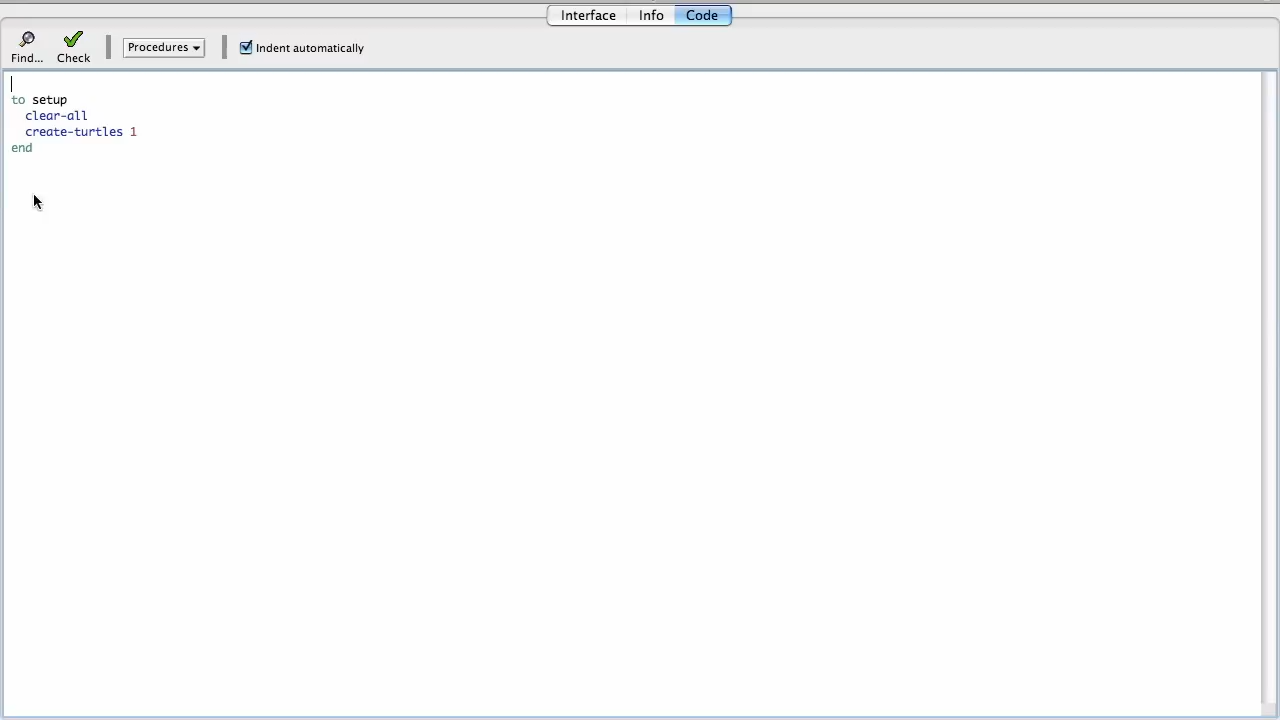 Interface Info Code
Find... Check Procedures Indent automatically
to setup
clear-all
create-turtles 1
end